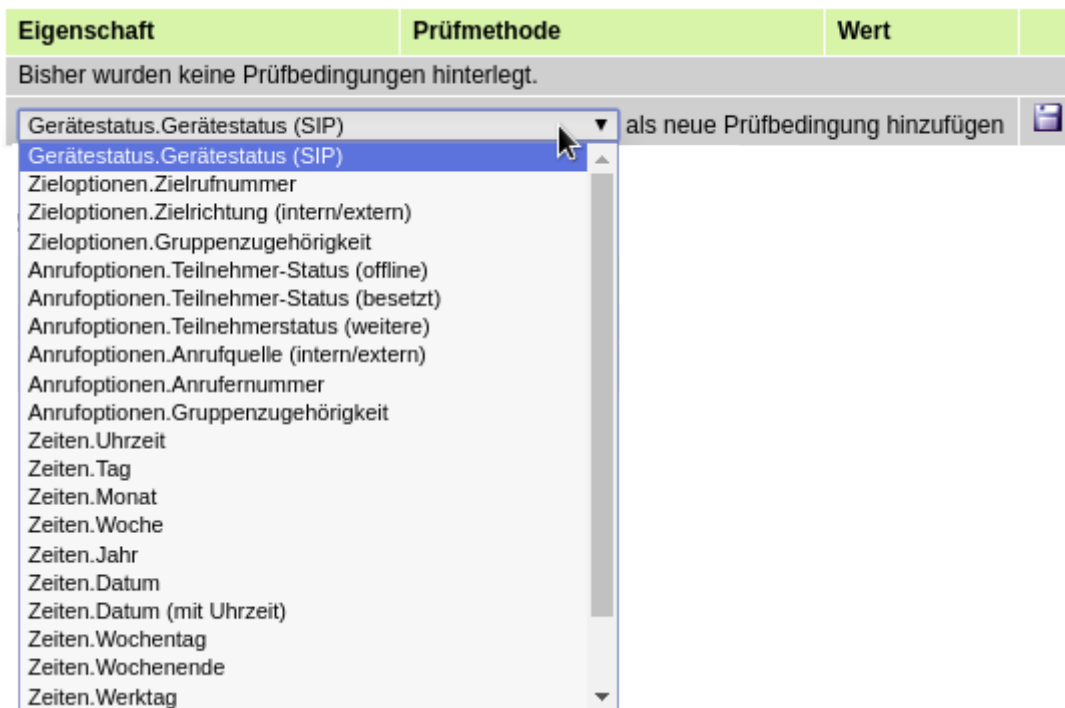 Eigenschaft Prüfmethode Wert
Bisher wurden keine Prüfbedingungen hinterlegt.
Gerätestatus.Gerätestatus (SIP) als neue Prüfbedingung hinzufügen
Gerätestatus.Gerätestatus (SIP)
Zieloptionen.Zielrufnummer
Zieloptionen.Zielrichtung (intern/extern)
Zieloptionen.Gruppenzugehörigkeit
Anrufoptionen.Teilnehmer-Status (offline)
Anrufoptionen.Teilnehmer-Status (besetzt)
Anrufoptionen.Teilnehmerstatus (weitere)
Anrufoptionen.Anrufquelle (intern/extern)
Anrufoptionen.Anrufernummer
Anrufoptionen.Gruppenzugehörigkeit
Zeiten.Uhrzeit
Zeiten.Tag
Zeiten.Monat
Zeiten.Woche
Zeiten.Jahr
Zeiten.Datum
Zeiten.Datum (mit Uhrzeit)
Zeiten.Wochentag
Zeiten.Wochenende
Zeiten.Werktag